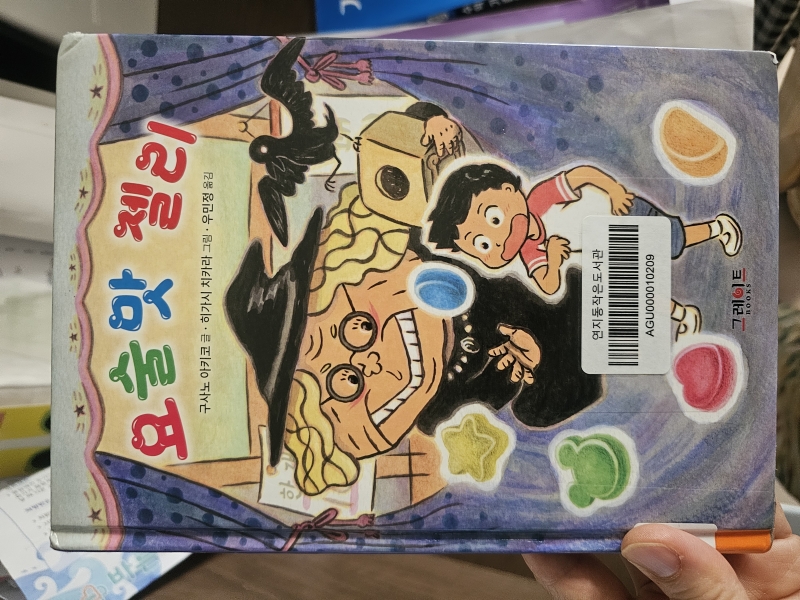 요술 맛 젤리
구사노 아키코 글 · 히가시 치카라 그림 · 우민정 옮김
연지동작은도서관
AGU000010209
그레이트
BOOKS